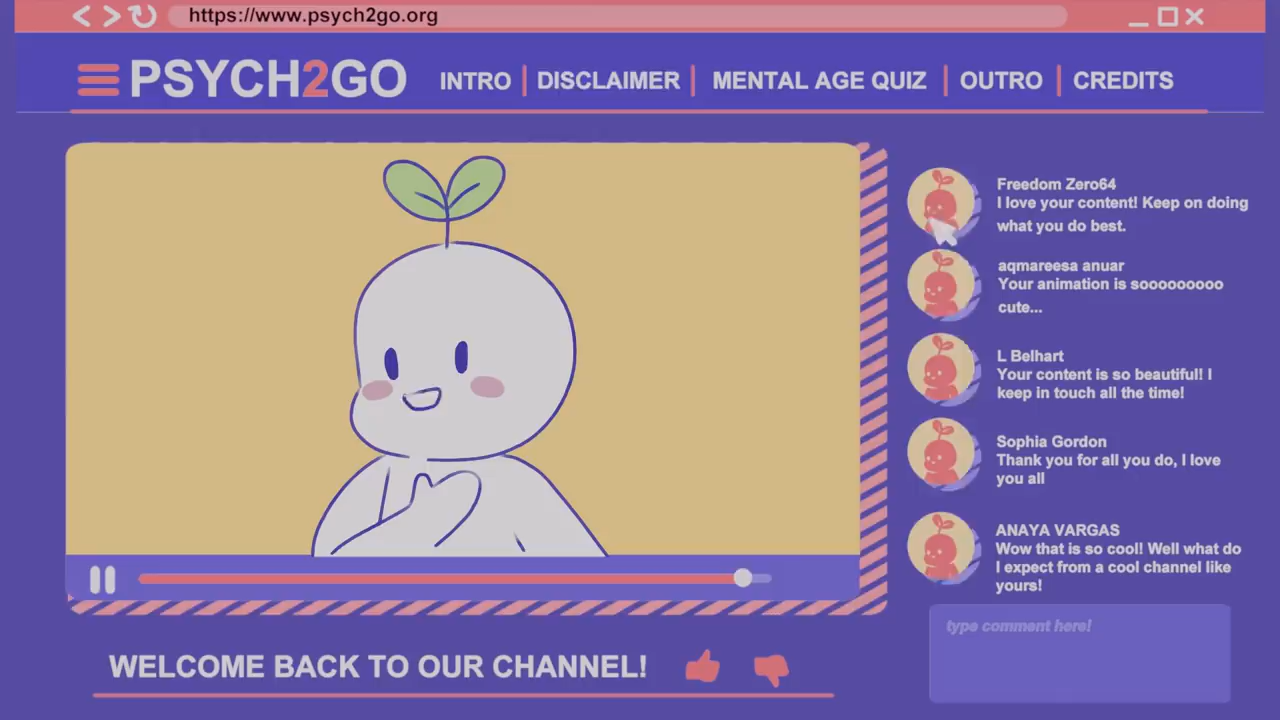 https://www.psych2go.org
PSYCH2GO INTRO DISCLAIMER MENTAL AGE QUIZ OUTRO CREDITS
Freedom Zero64
I love your content! Keep on doing
what you do best.
aqmareesa anuar
Your animation is sooooooooo
cute...
L Belhart
Your content is so beautiful! I
keep in touch all the time!
Sophia Gordon
Thank you for all you do, I love
you all
ANAYA VARGAS
Wow that is so cool! Well what do
I expect from a cool channel like
yours!
type comment here!
WELCOME BACK TO OUR CHANNEL!